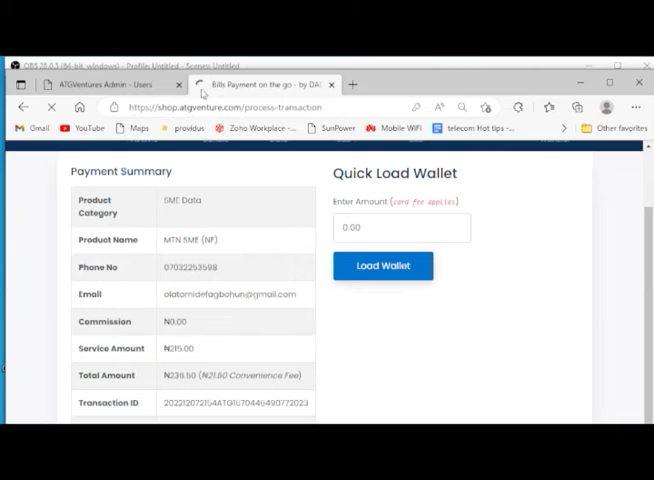 OBS 28.0.3 (64-bit, windows) - Profile: Untitled - Scenes: Untitled
ATGVentures Admin - Users
Bills Payment on the go - by DAI
https://shop.atgventure.com/process-transaction
Gmail YouTube Maps providus Zoho Workplace -... SunPower Mobile WiFi telecom Hot tips -... Other favorites
Payment Summary
Quick Load Wallet
Product Category SME Data
Enter Amount (card fee applies)
0.00
Product Name MTN SME (NF)
Load Wallet
Phone No 07032253598
Email olatomidefagbohun@gmail.com
Commission ₦0.00
Service Amount ₦215.00
Total Amount ₦236.50 (₦21.50 Convenience Fee)
Transaction ID